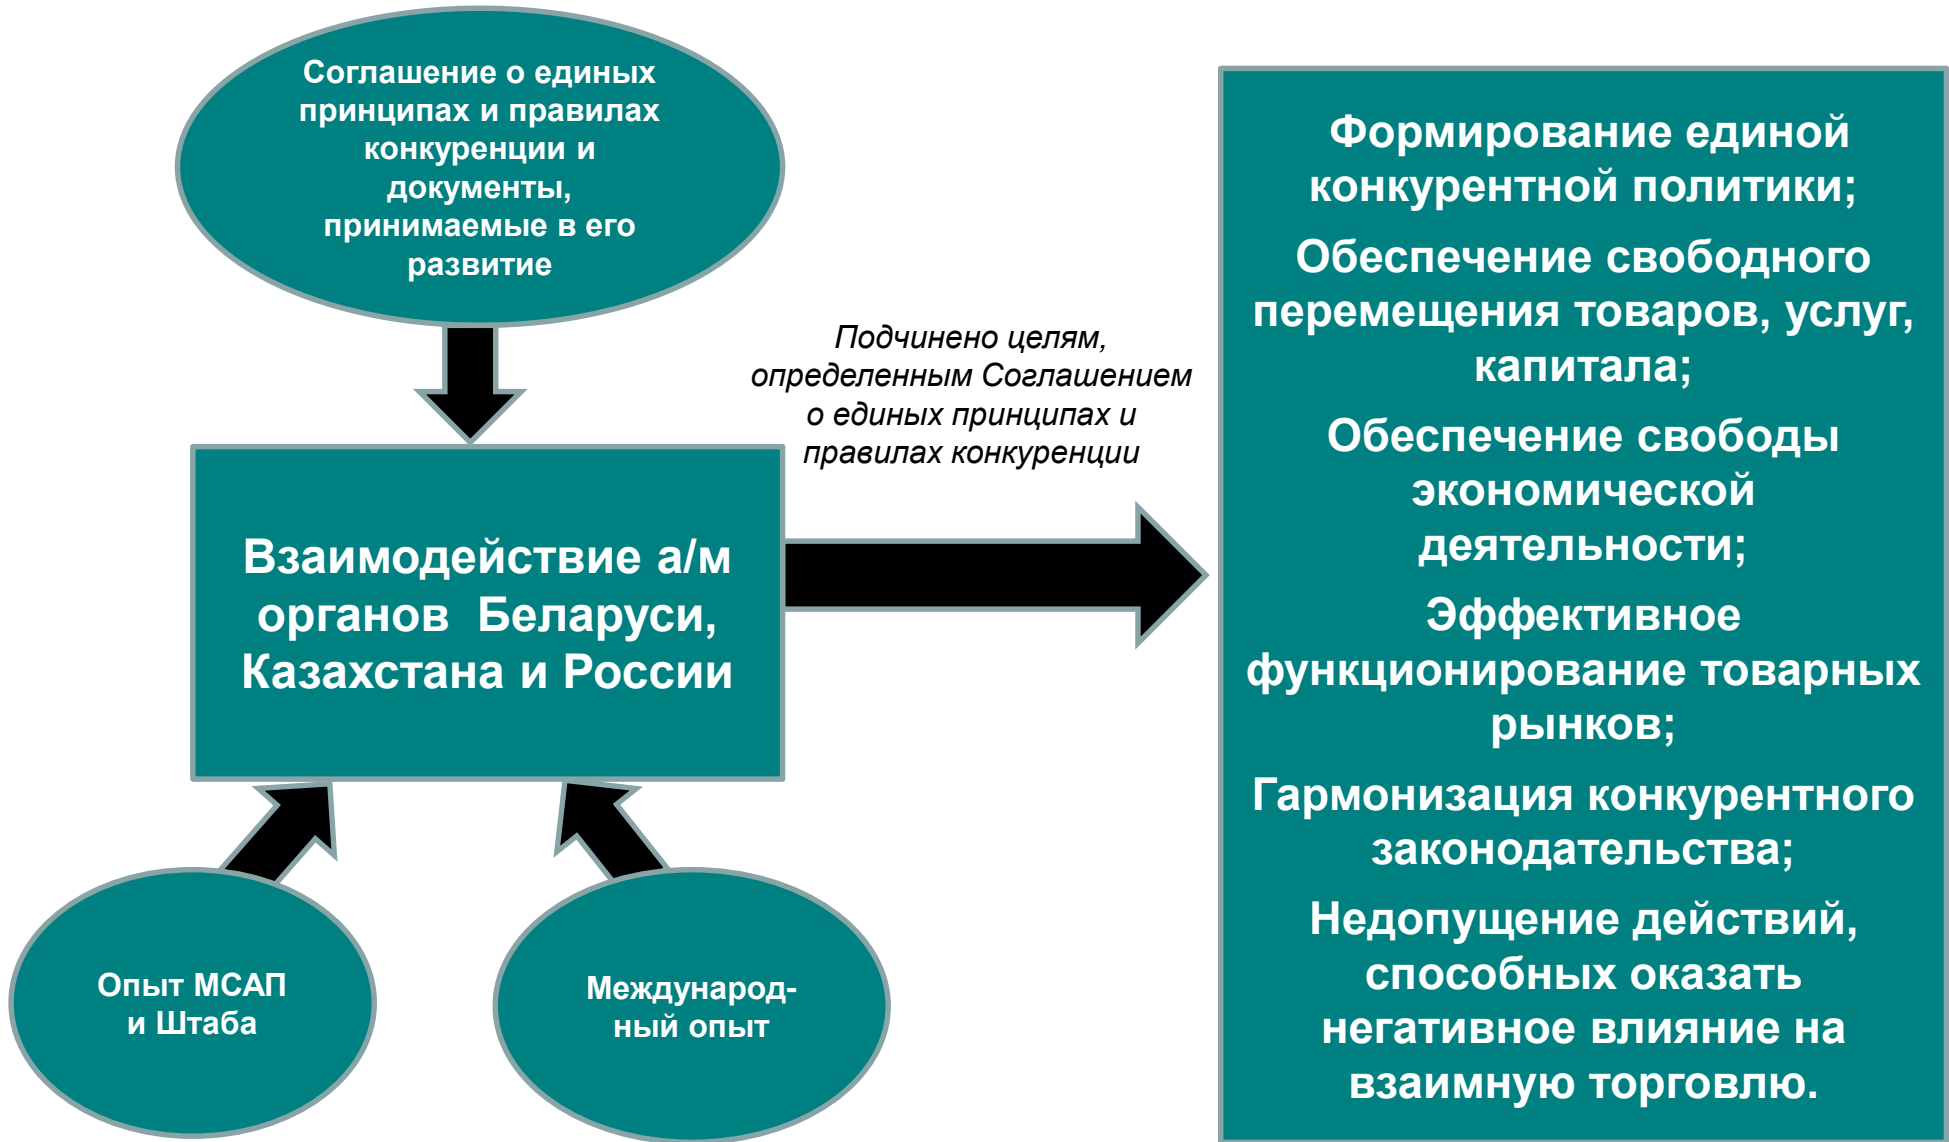 Соглашение о единых
принципах и правилах
конкуренции и
документы,
принимаемые в его
развитие
Подчинено целям,
определенным Соглашением
о единых принципах и
правилах конкуренции
Взаимодействие а/м
органов Беларуси,
Казахстана и России
Опыт МСАП
и Штаба
Международ-
ный опыт
Формирование единой
конкурентной политики;
Обеспечение свободного
перемещения товаров, услуг,
капитала;
Обеспечение свободы
экономической
деятельности;
Эффективное
функционирование товарных
рынков;
Гармонизация конкурентного
законодательства;
Недопущение действий,
способных оказать
негативное влияние на
взаимную торговлю.